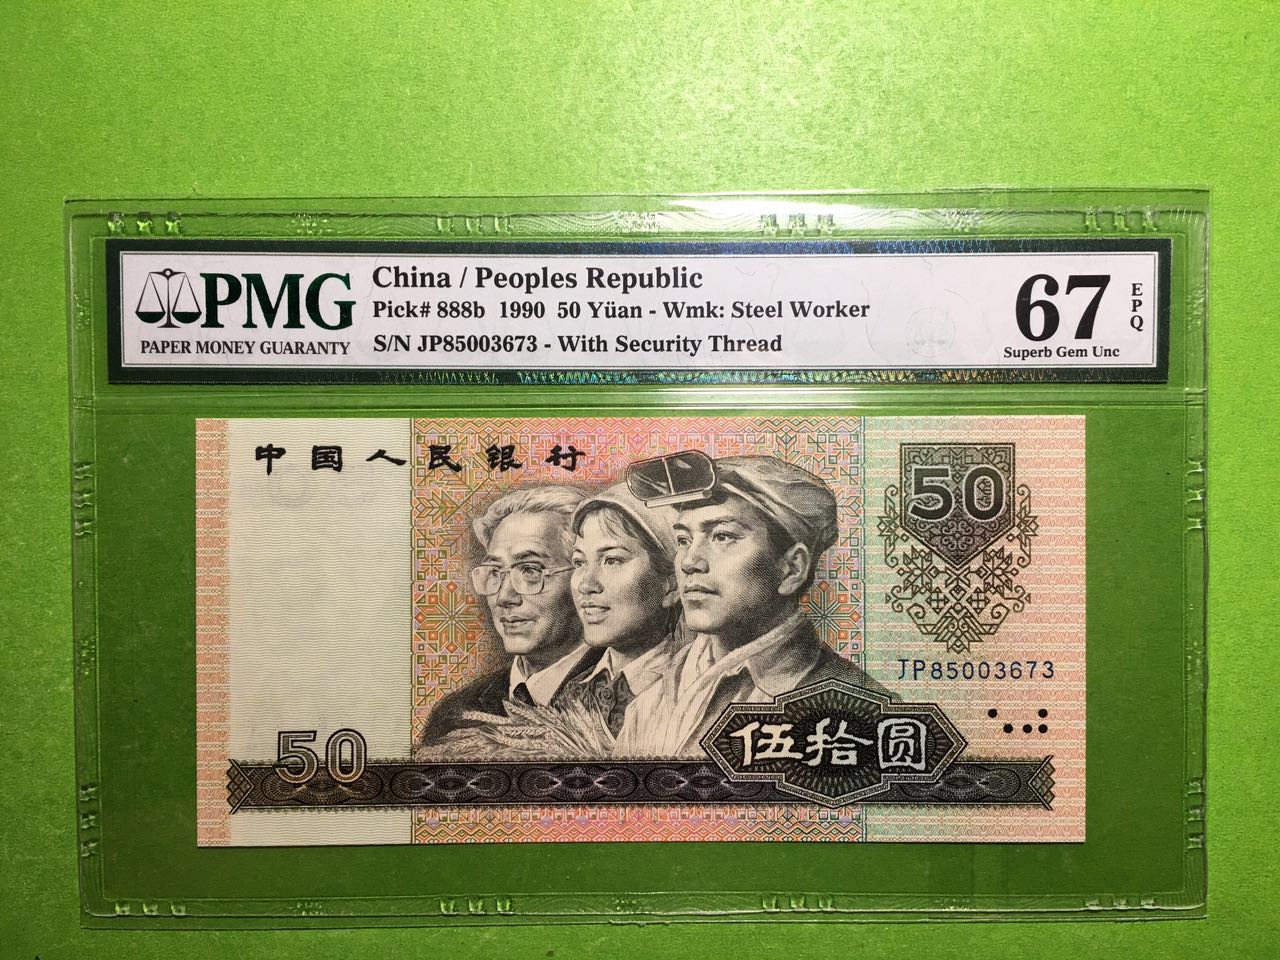 PMG
PAPER MONEY GUARANTY
China / Peoples Republic
Pick# 888b 1990 50 Yüan - Wmk: Steel Worker
S/N JP85003673 - With Security Thread
67
EPQ
Superb Gem Unc
中国人民银行
50
JP85003673
50
伍拾圆